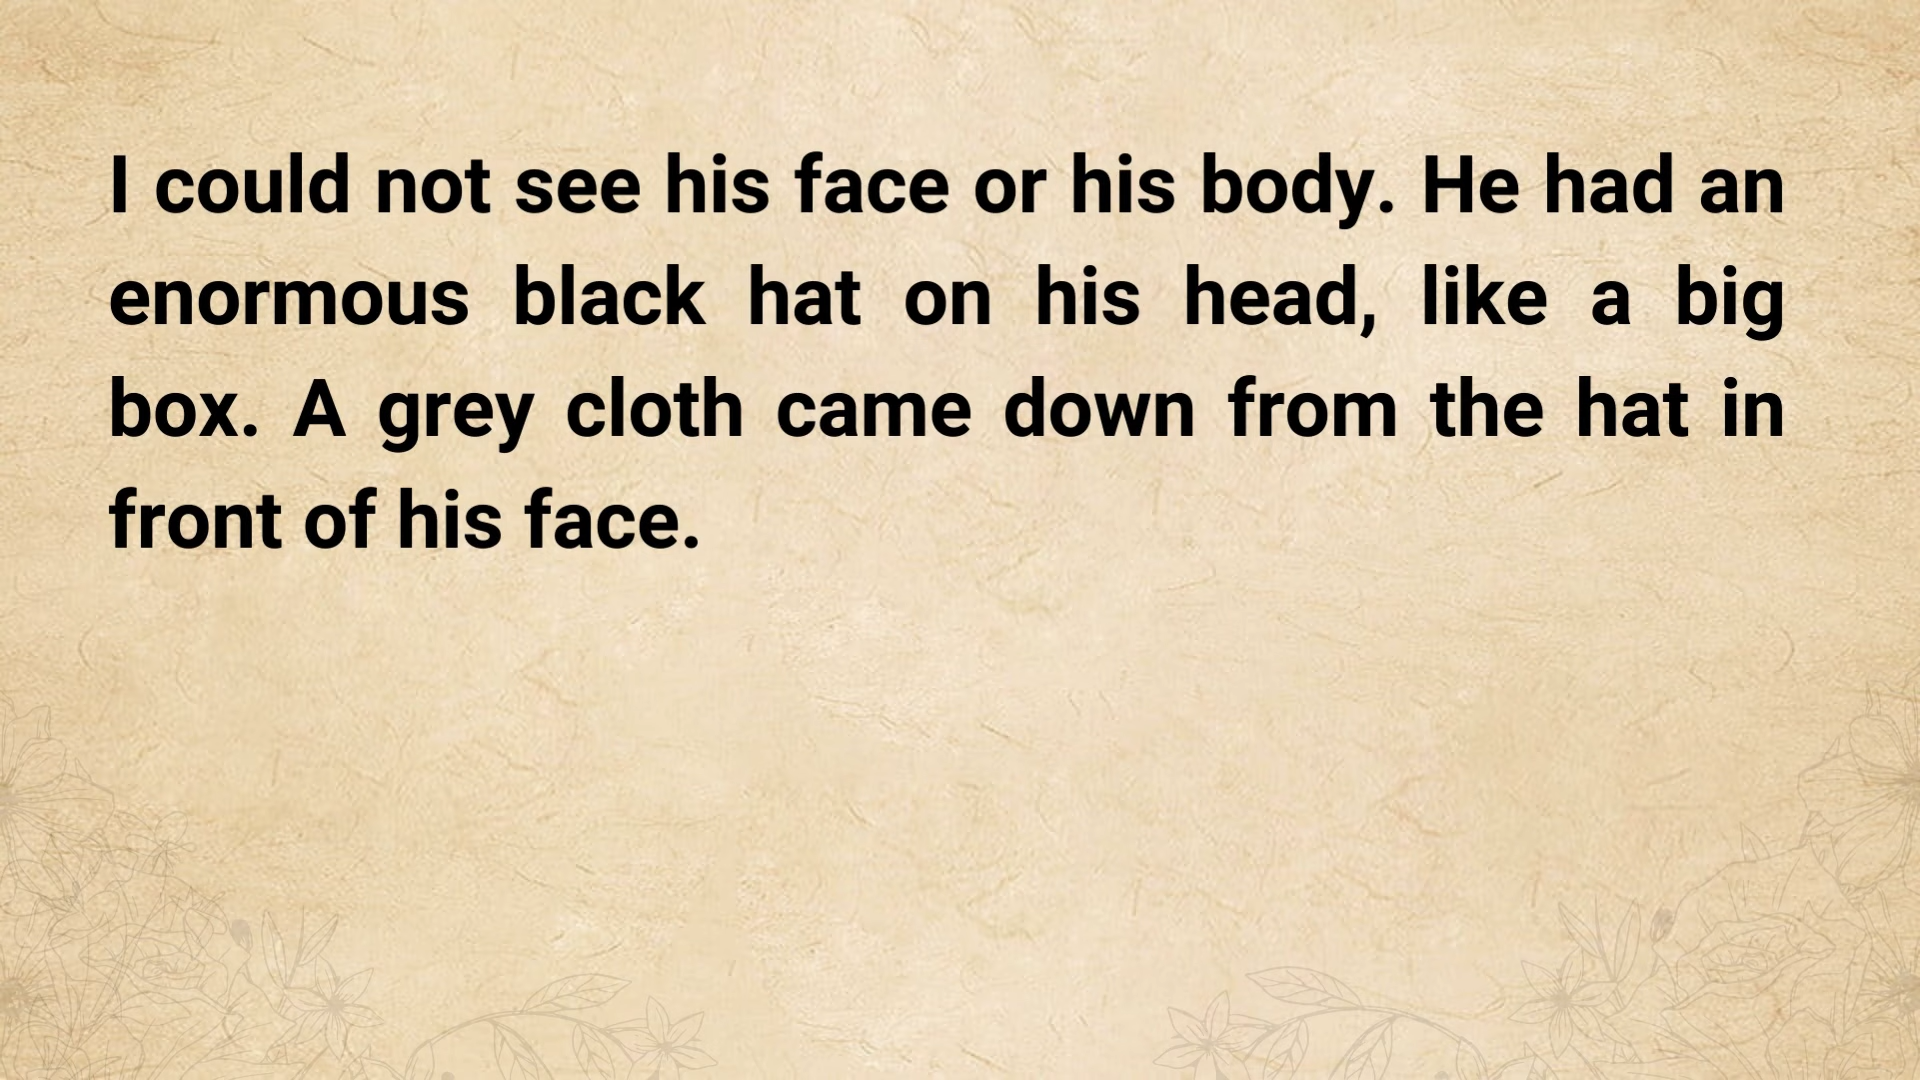 I could not see his face or his body. He had an
enormous black hat on his head, like a big
box. A grey cloth came down from the hat in
front of his face.